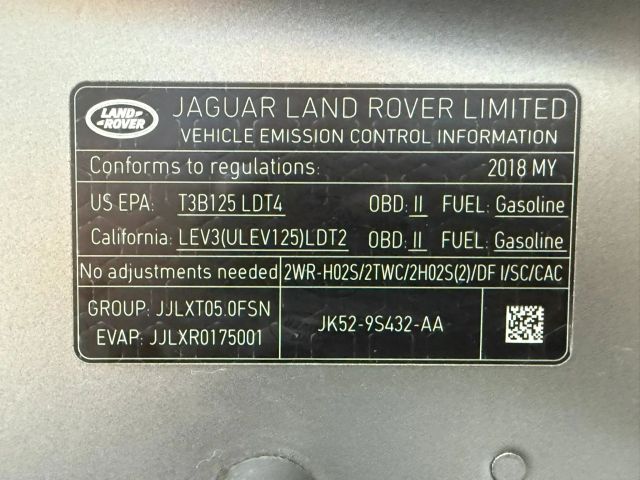 LAND ROVER
JAGUAR LAND ROVER LIMITED
VEHICLE EMISSION CONTROL INFORMATION
Conforms to regulations: 2018 MY
US EPA: T3B125 LDT4 OBD: II FUEL: Gasoline
California: LEV3(ULEV125)LDT2 OBD: II FUEL: Gasoline
No adjustments needed 2WR-H02S/2TWC/2H02S(2)/DF I/SC/CAC
GROUP: JJLXT05.0FSN
EVAP: JJLXR0175001
JK52-9S432-AA